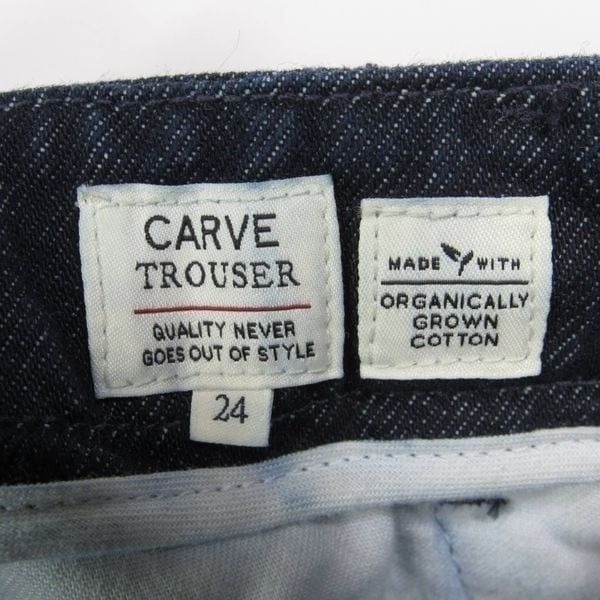 CARVE
TROUSER
QUALITY NEVER
GOES OUT OF STYLE
24
MADE WITH
ORGANICALLY
GROWN
COTTON